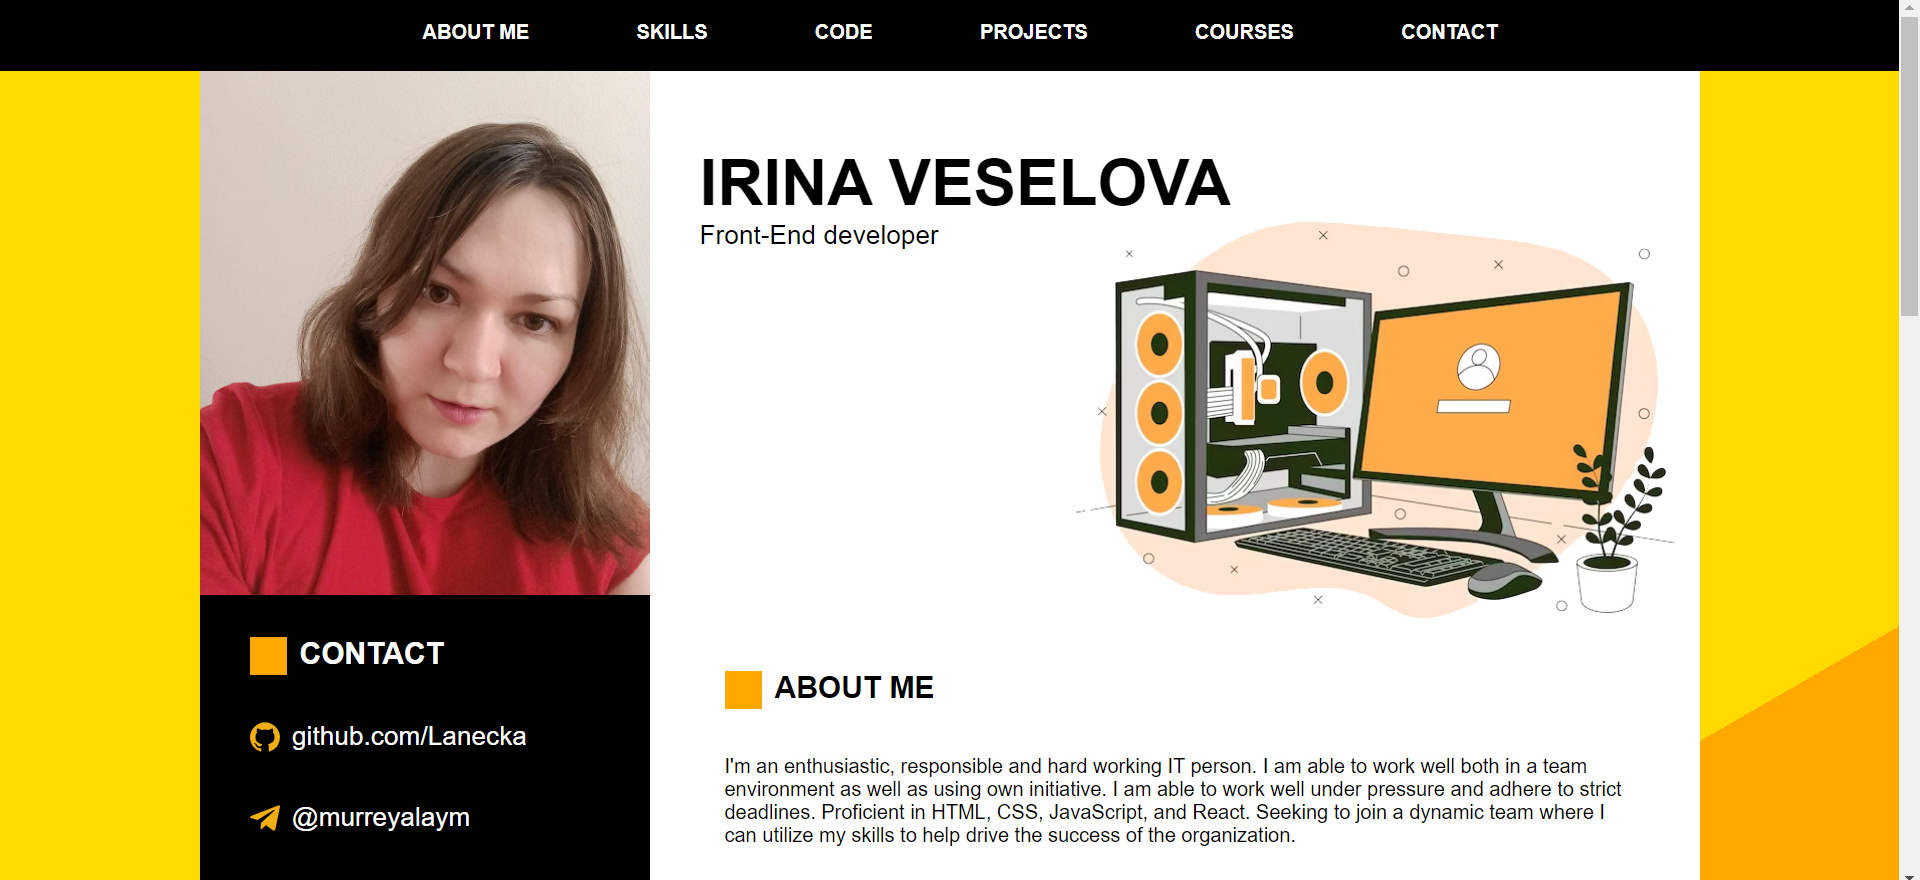 ABOUT ME SKILLS CODE PROJECTS COURSES CONTACT
IRINA VESELOVA
Front-End developer
CONTACT
github.com/Lanecka
@murreyalaym
ABOUT ME
I'm an enthusiastic, responsible and hard working IT person. I am able to work well both in a team
environment as well as using own initiative. I am able to work well under pressure and adhere to strict
deadlines. Proficient in HTML, CSS, JavaScript, and React. Seeking to join a dynamic team where I
can utilize my skills to help drive the success of the organization.